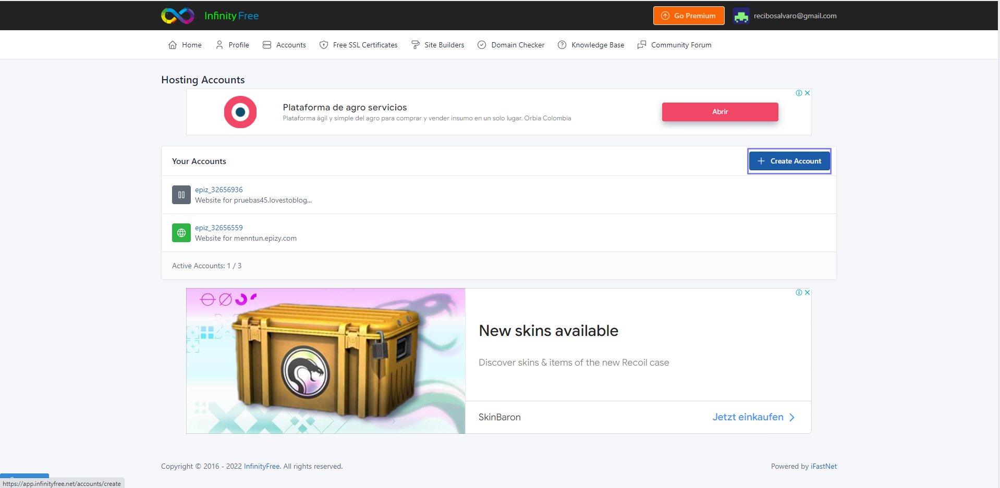 Infinity Free
Go Premium
recibosalvaro@gmail.com
Home
Profile
Accounts
Free SSL Certificates
Site Builders
Domain Checker
Knowledge Base
Community Forum
Hosting Accounts
Plataforma de agro servicios
Plataforma ágil y simple del agro para comprar y vender insumo en un solo lugar. Orbia Colombia
Abrir
Your Accounts
Create Account
epiz_32656936
Website for pruebas45.lovestoblog...
epiz_32656559
Website for menntun.epizy.com
Active Accounts: 1 / 3
New skins available
Discover skins & items of the new Recoil case
SkinBaron
Jetzt einkaufen
Copyright © 2016 - 2022 InfinityFree. All rights reserved.
Powered by iFastNet
https://app.infinityfree.net/accounts/create